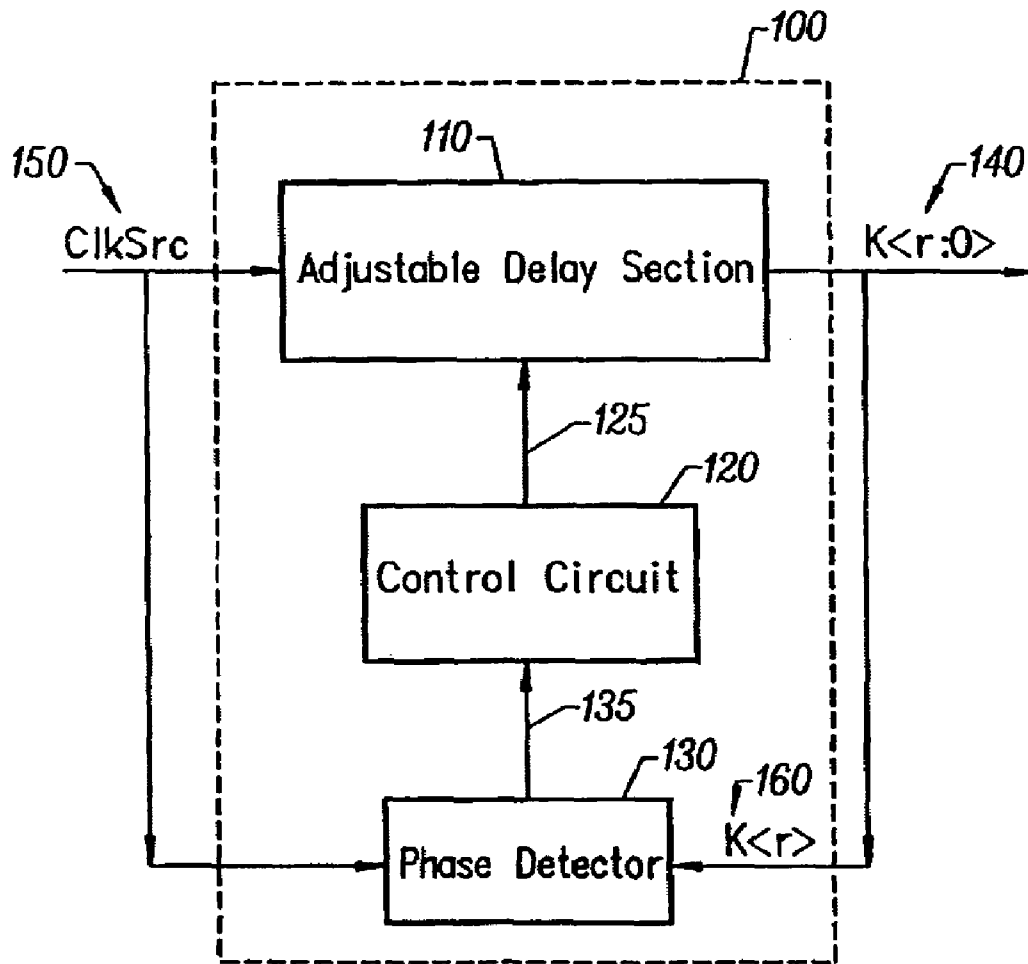 100
110
150
140
ClkSrc
K<r:0>
Adjustable Delay Section
125
120
Control Circuit
135
130
160
K<r>
Phase Detector